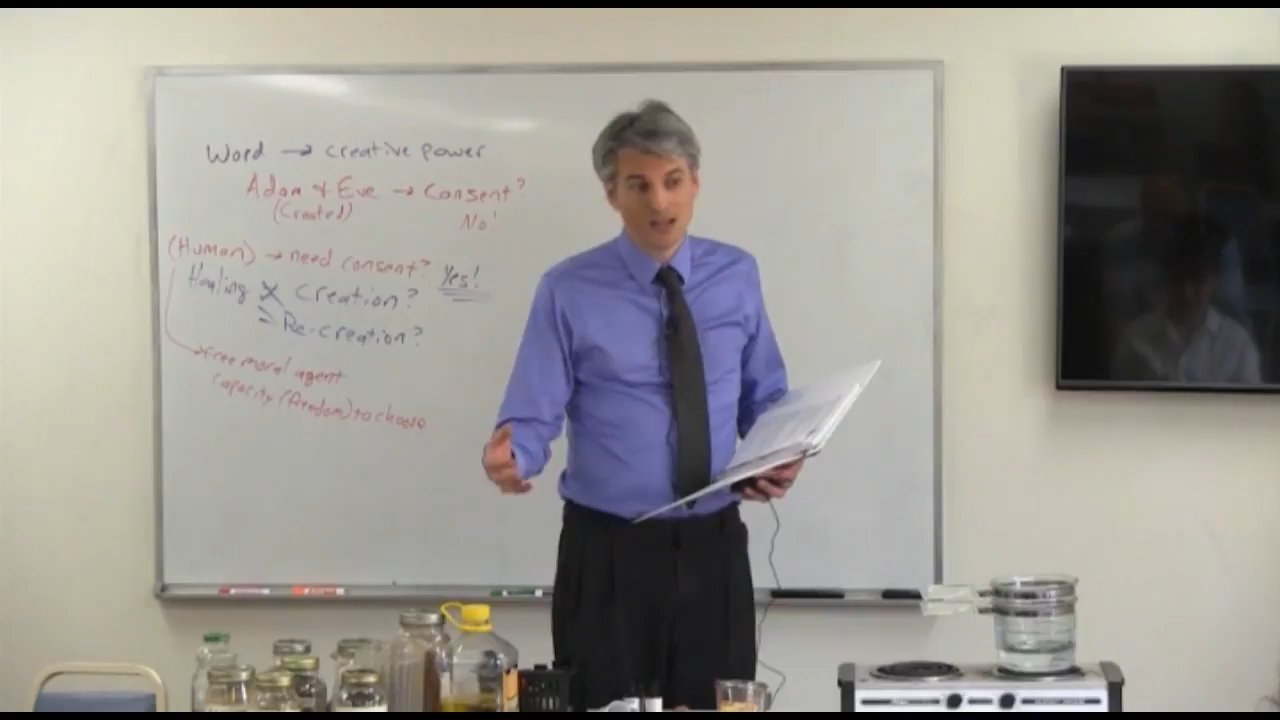 Word → creative power
Adam & Eve → Consent?
(Created)
No!
(Human) → need consent?
Yes!
Healing X Creation?
= Re-creation?
→ free moral agent
capacity (freedom) to choose